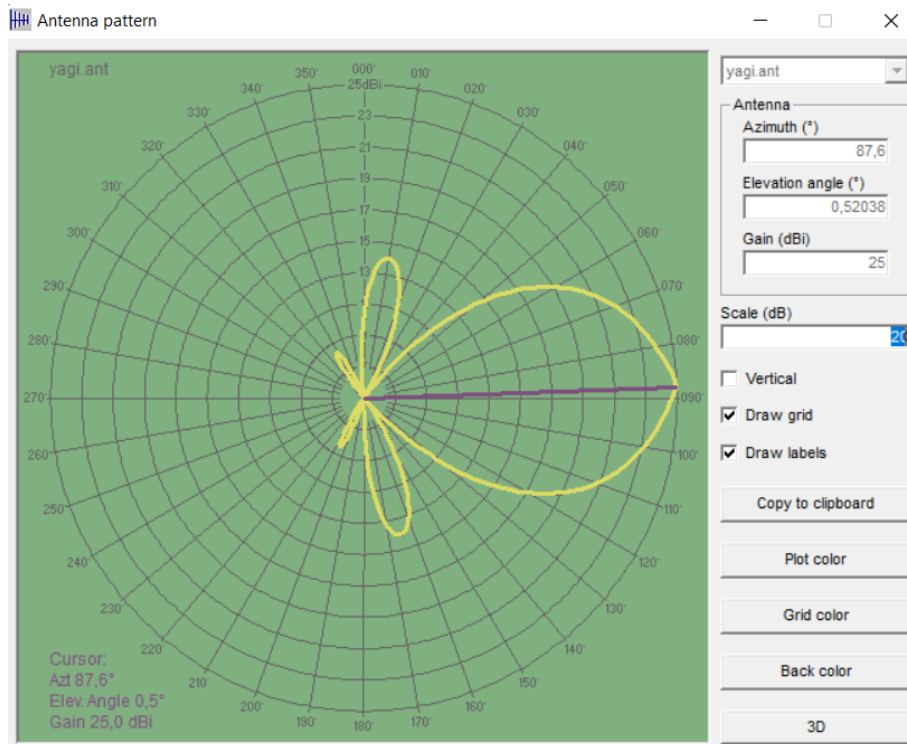 Antenna pattern
yagi.ant
000°
350°
010°
340°
020°
330°
030°
320°
040°
310°
050°
300°
060°
290°
070°
280°
080°
270°
090°
260°
100°
250°
110°
240°
120°
230°
130°
220°
140°
210°
150°
200°
160°
190°
170°
180°
25dBi
23
21
19
17
15
13
Cursor:
Azt 87,6°
Elev. Angle 0,5°
Gain 25,0 dBi
yagi.ant
Antenna
Azimuth (°)
87,6
Elevation angle (°)
0,52038
Gain (dBi)
25
Scale (dB)
20
Vertical
Draw grid
Draw labels
Copy to clipboard
Plot color
Grid color
Back color
3D